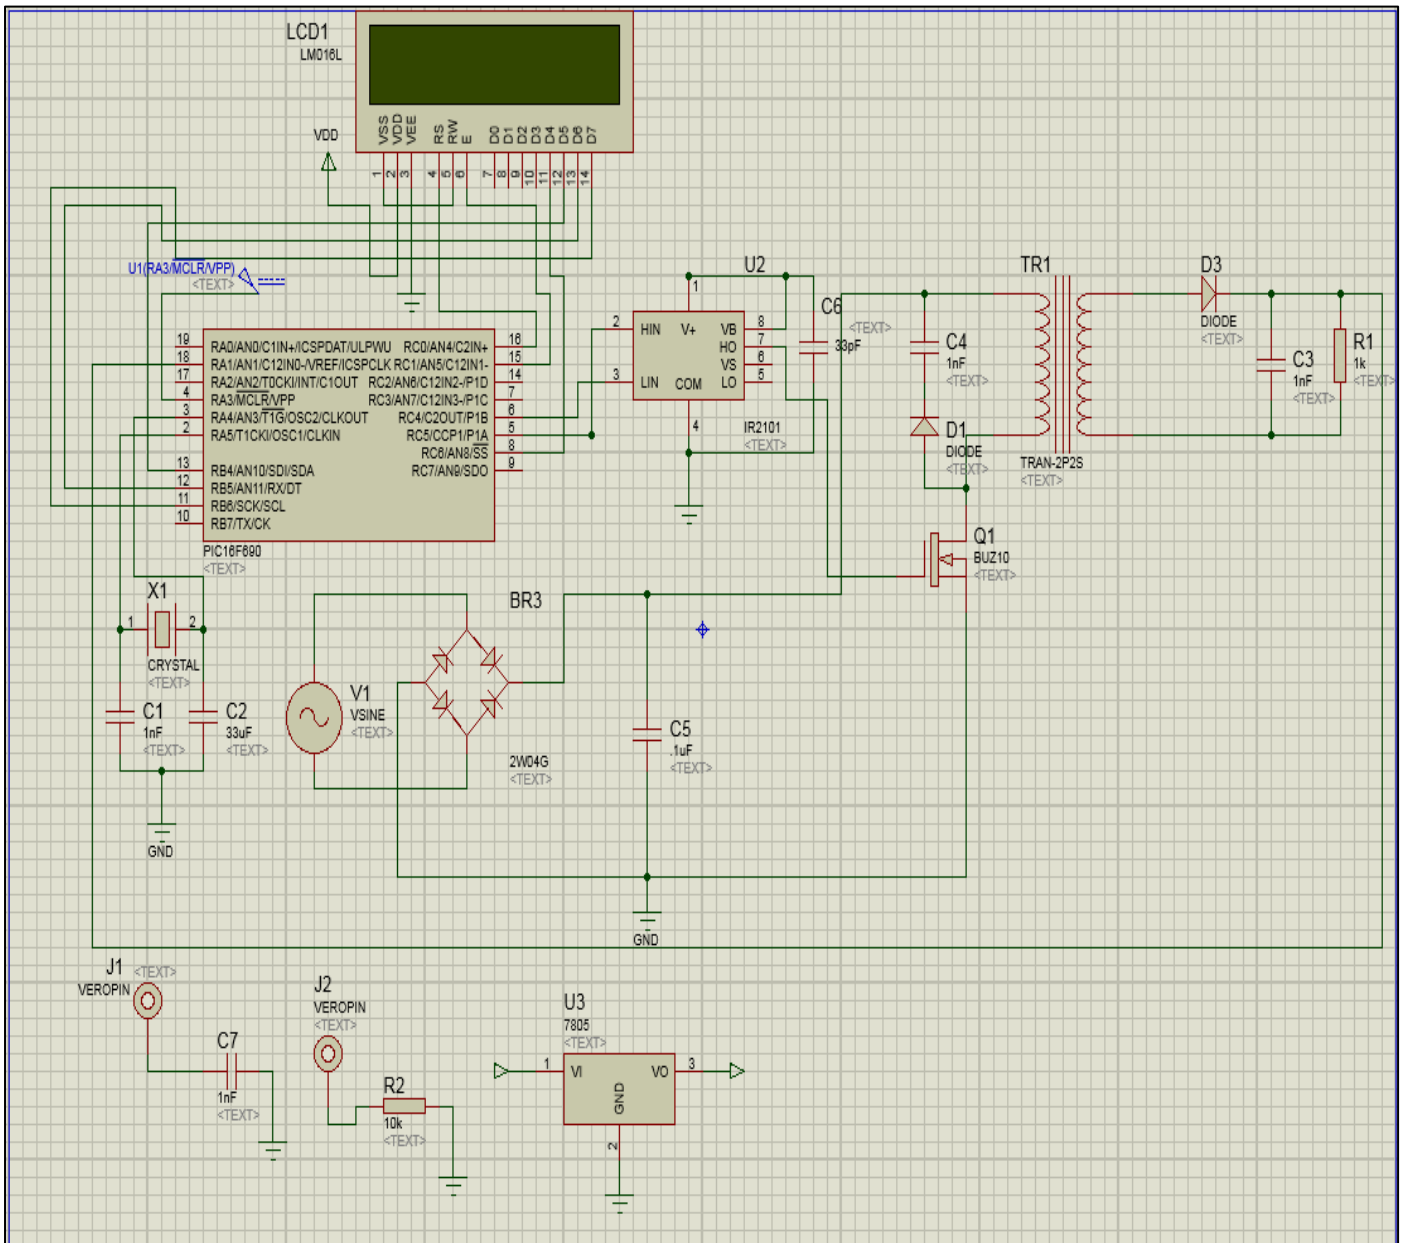 LCD1
LM016L
VDD
VSS
VDD
VEE
RS
RW
E
D0
D1
D2
D3
D4
D5
D6
D7
1
2
3
4
5
6
7
8
9
10
11
12
13
14
U1(RA3/MCLR/VPP)
<TEXT>
19 RA0/AN0/C1IN+/ICSPDAT/ULPWU RC0/AN4/C2IN+ 16
18 RA1/AN1/C12IN0-/VREF/ICSPCLK RC1/AN5/C12IN1- 15
17 RA2/AN2/T0CKI/INT/C1OUT RC2/AN6/C12IN2-/P1D 14
4 RA3/MCLR/VPP RC3/AN7/C12IN3-/P1C 7
3 RA4/AN3/T1G/OSC2/CLKOUT RC4/C2OUT/P1B 6
2 RA5/T1CKI/OSC1/CLKIN RC5/CCP1/P1A 5
RC6/AN8/SS 8
13 RB4/AN10/SDI/SDA RC7/AN9/SDO 9
12 RB5/AN11/RX/DT
11 RB6/SCK/SCL
10 RB7/TX/CK
PIC16F690
<TEXT>
U2
1
2 HIN V+ VB 8
HO 7
VS 6
3 LIN COM LO 5
4
IR2101
<TEXT>
C6
<TEXT>
33pF
C4
1nF
<TEXT>
D1
DIODE
<TEXT>
TR1
TRAN-2P2S
<TEXT>
D3
DIODE
<TEXT>
C3
1nF
<TEXT>
R1
1k
<TEXT>
Q1
BUZ10
<TEXT>
X1
1 2
CRYSTAL
<TEXT>
C1
1nF
<TEXT>
C2
33uF
<TEXT>
GND
V1
VSINE
<TEXT>
BR3
2W04G
<TEXT>
C5
.1uF
<TEXT>
GND
J1
<TEXT>
VEROPIN
C7
1nF
<TEXT>
J2
VEROPIN
<TEXT>
R2
10k
<TEXT>
U3
7805
<TEXT>
1 VI VO 3
GND
2